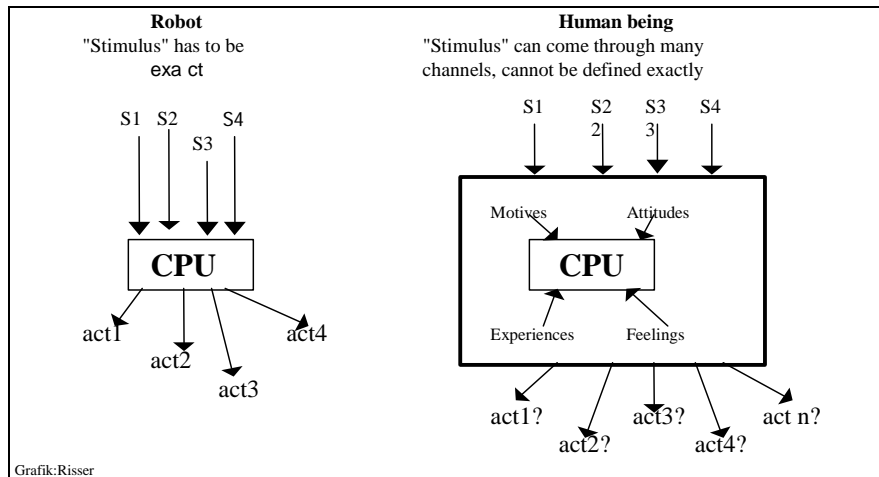 Robot
"Stimulus" has to be
exa ct
S1
S2
S3
S4
CPU
act1
act2
act3
act4
Human being
"Stimulus" can come through many
channels, cannot be defined exactly
S1
S2
2
S3
3
S4
Motives
Attitudes
CPU
Experiences
Feelings
act1?
act2?
act3?
act4?
act n?
Grafik:Risser